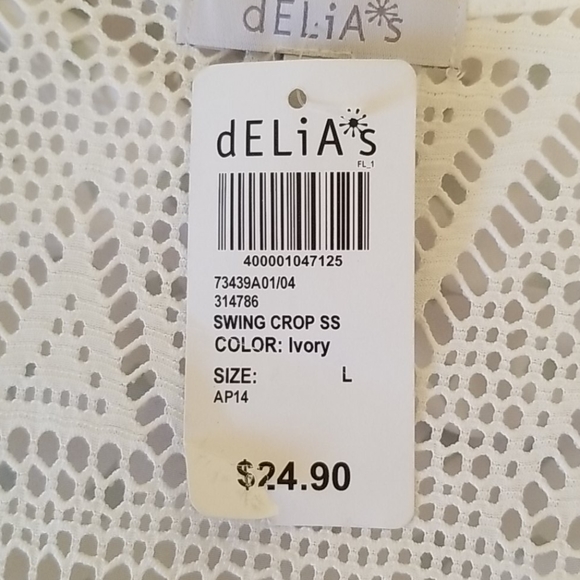 dELiA*s
dELiA*s
FL_1
400001047125
73439A01/04
314786
SWING CROP SS
COLOR: Ivory
SIZE: L
AP14
$24.90